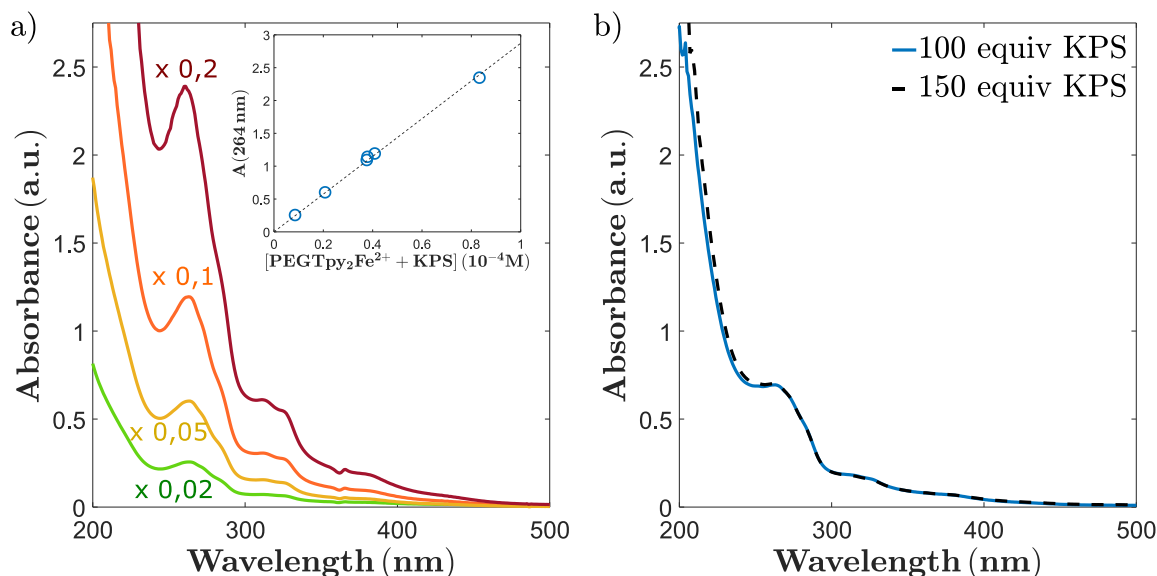 a)
Absorbance (a.u.)
2.5
2
1.5
1
0.5
0
200
300
400
500
Wavelength (nm)
x 0,2
x 0,1
x 0,05
x 0,02
A (264 nm)
3
2.5
2
1.5
1
0.5
0
0
0.2
0.4
0.6
0.8
1
[PEGTpy₂Fe²⁺ + KPS] (10⁻⁴M)
b)
100 equiv KPS
150 equiv KPS
Absorbance (a.u.)
2.5
2
1.5
1
0.5
0
200
300
400
500
Wavelength (nm)